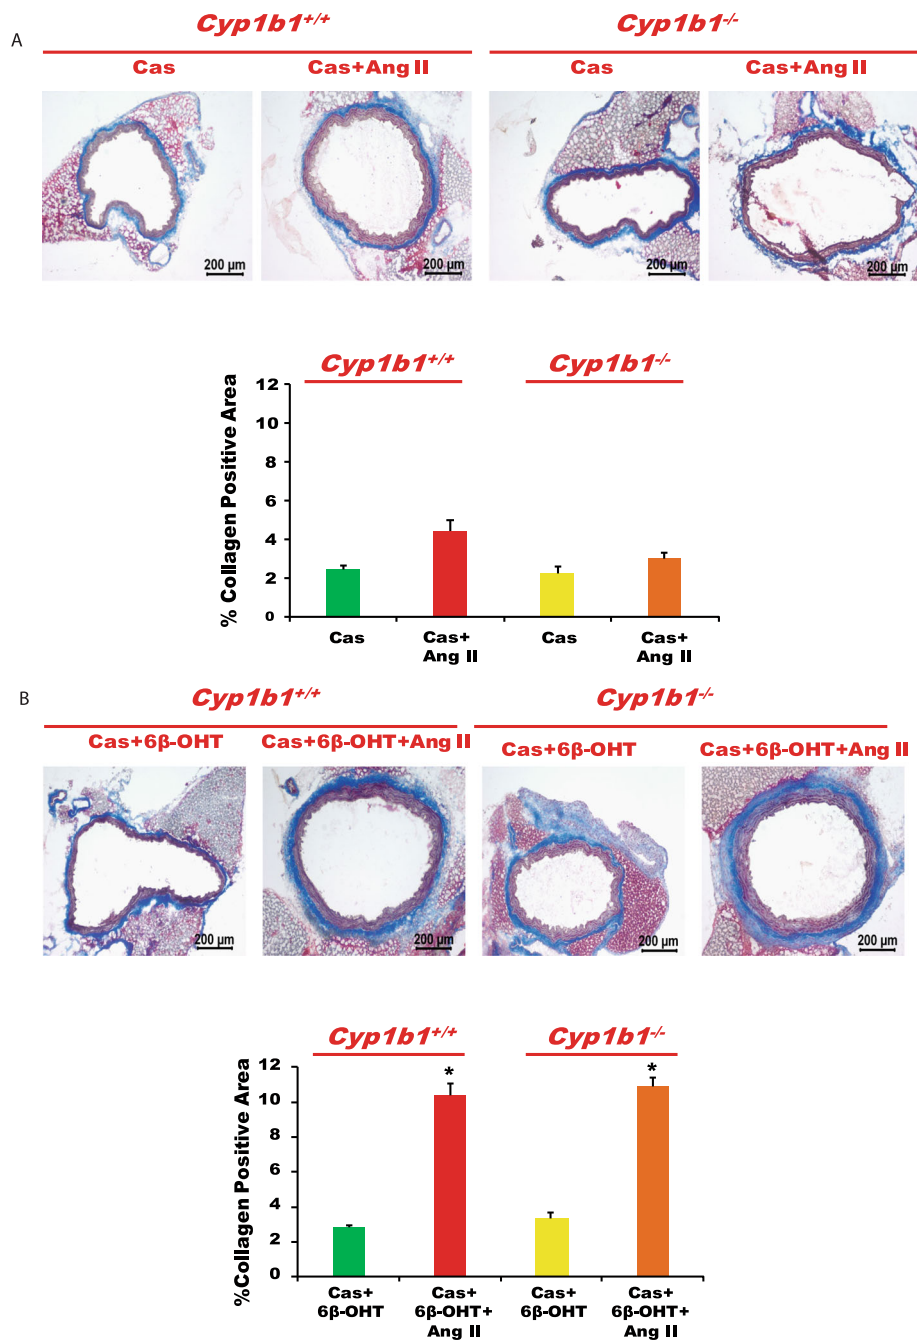 A
Cyp1b1+/+
Cyp1b1-/-
Cas
Cas+Ang II
Cas
Cas+Ang II
200 µm
200 µm
200 µm
200 µm
Cyp1b1+/+
Cyp1b1-/-
% Collagen Positive Area
12
10
8
6
4
2
0
Cas
Cas+
Ang II
Cas
Cas+
Ang II
B
Cyp1b1+/+
Cyp1b1-/-
Cas+6β-OHT
Cas+6β-OHT+Ang II
Cas+6β-OHT
Cas+6β-OHT+Ang II
200 µm
200 µm
200 µm
200 µm
Cyp1b1+/+
Cyp1b1-/-
%Collagen Positive Area
12
10
8
6
4
2
0
*
*
Cas+
6β-OHT
Cas+
6β-OHT+
Ang II
Cas+
6β-OHT
Cas+
6β-OHT+
Ang II